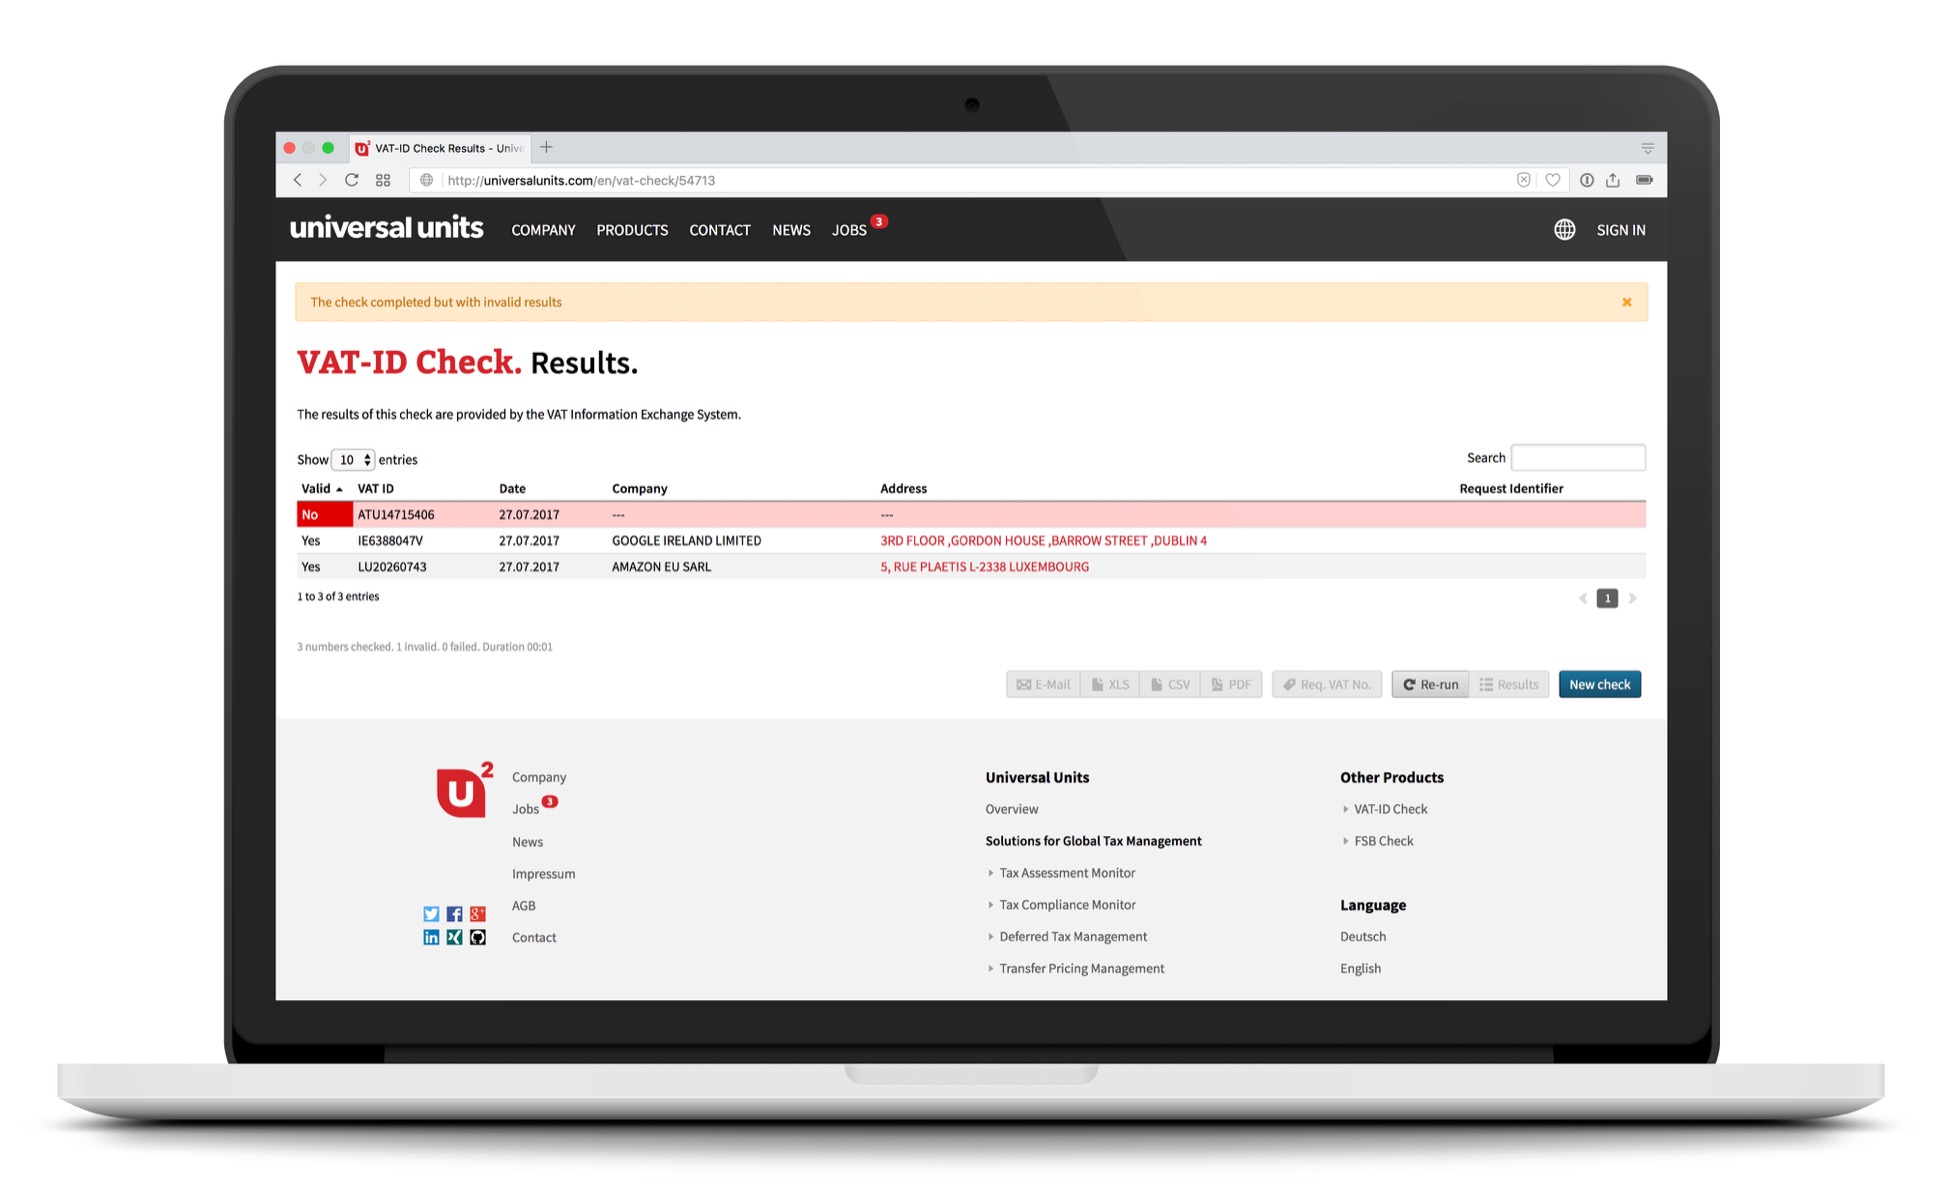 VAT-ID Check Results - Unive
http://universalunits.com/en/vat-check/54713
universal units COMPANY PRODUCTS CONTACT NEWS JOBS 3 SIGN IN
The check completed but with invalid results
VAT-ID Check. Results.
The results of this check are provided by the VAT Information Exchange System.
Show 10 entries Search
Valid VAT ID Date Company Address Request Identifier
No ATU14715406 27.07.2017 --- ---
Yes IE6388047V 27.07.2017 GOOGLE IRELAND LIMITED 3RD FLOOR ,GORDON HOUSE ,BARROW STREET ,DUBLIN 4
Yes LU20260743 27.07.2017 AMAZON EU SARL 5, RUE PLAETIS L-2338 LUXEMBOURG
1 to 3 of 3 entries 1
3 numbers checked. 1 invalid. 0 failed. Duration 00:01
E-Mail XLS CSV PDF Req. VAT No. Re-run Results New check
U2
Company
Jobs 3
News
Impressum
AGB
Contact
Universal Units
Overview
Solutions for Global Tax Management
Tax Assessment Monitor
Tax Compliance Monitor
Deferred Tax Management
Transfer Pricing Management
Other Products
VAT-ID Check
FSB Check
Language
Deutsch
English